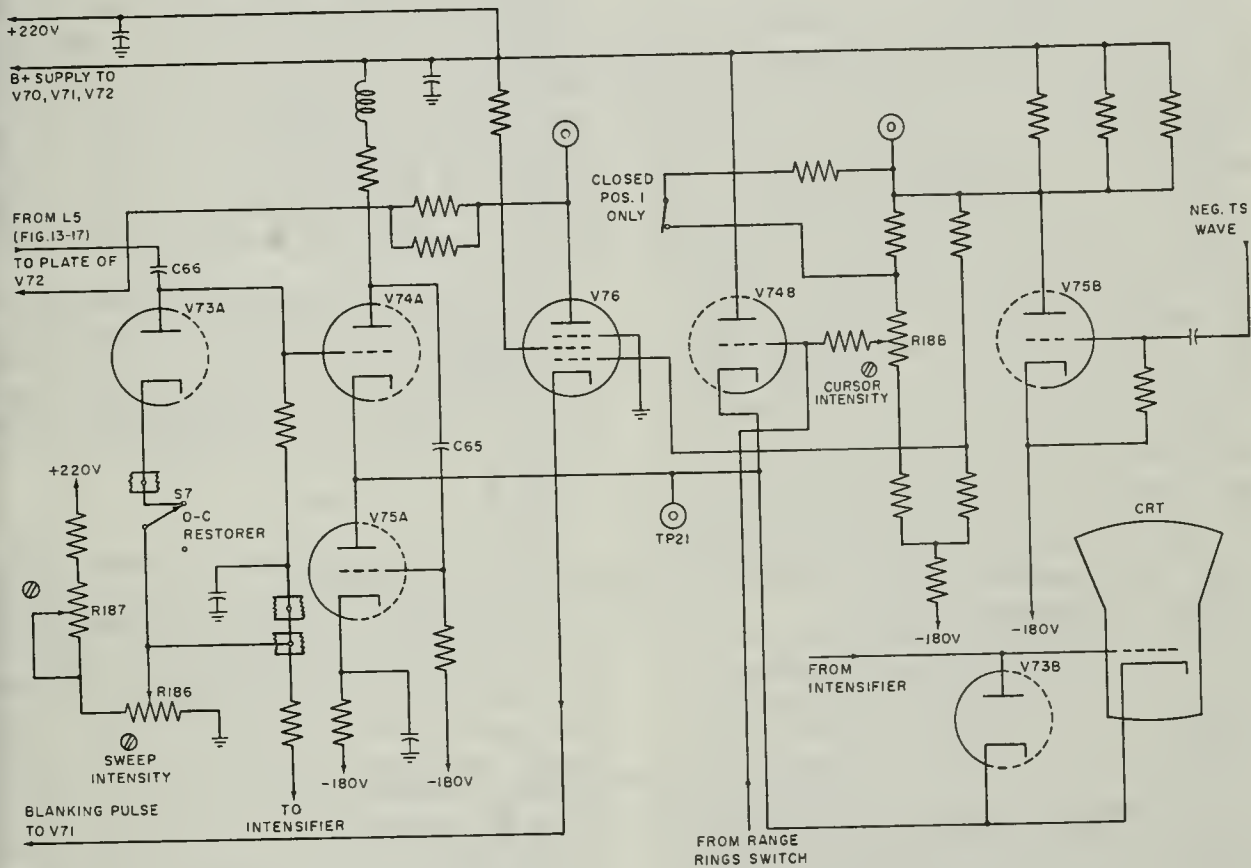 +220V
B+ SUPPLY TO
V70, V71, V72
FROM L5
(FIG. 13-17)
TO PLATE OF
V72
C66
V73A
V74A
V76
CLOSED
POS. I
ONLY
V74B
R188
CURSOR
INTENSITY
V75B
NEG. TS
WAVE
C65
+220V
S7
D-C
RESTORER
V75A
TP21
CRT
R187
R186
SWEEP
INTENSITY
-180V
-180V
-180V
-180V
FROM
INTENSIFIER
V73B
TO
INTENSIFIER
BLANKING PULSE
TO V71
FROM RANGE
RINGS SWITCH